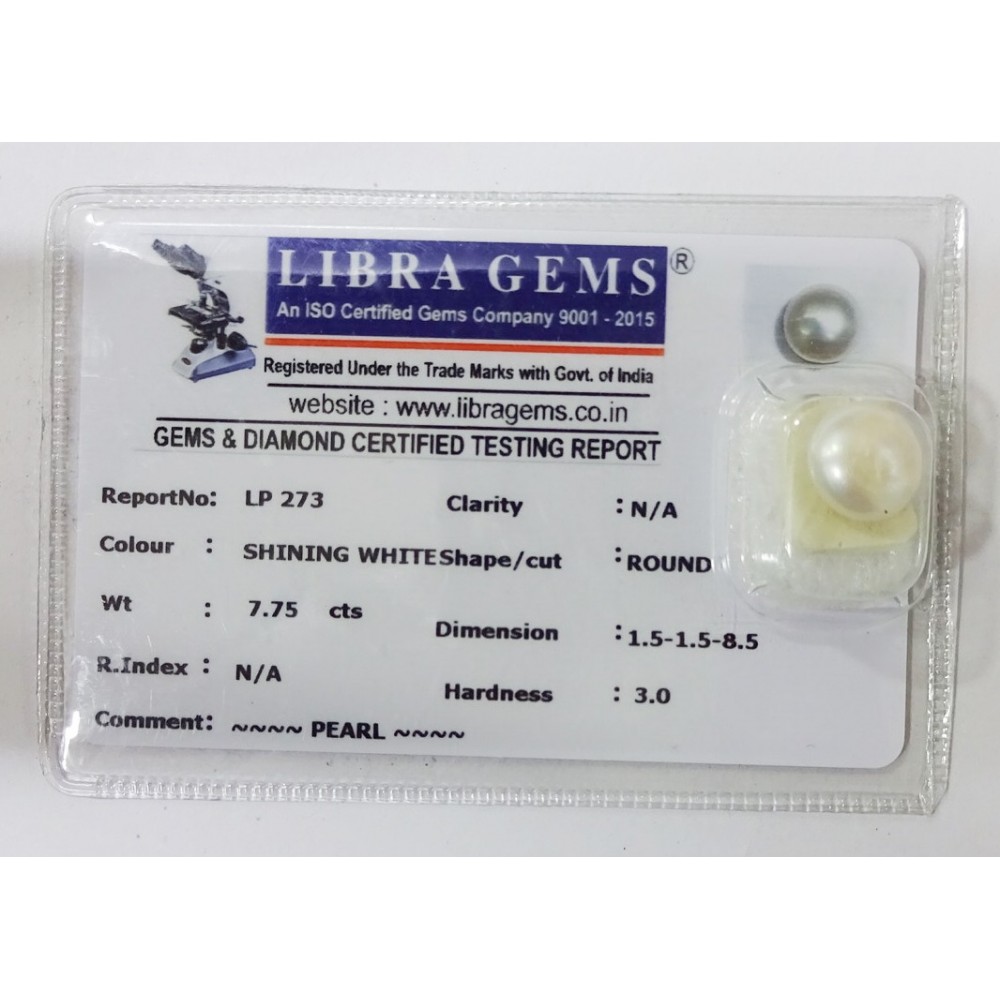 LIBRA GEMS ®
An ISO Certified Gems Company 9001 - 2015
Registered Under the Trade Marks with Govt. of India
website : www.libragems.co.in
GEMS & DIAMOND CERTIFIED TESTING REPORT
ReportNo: LP 273
Clarity : N/A
Colour : SHINING WHITE
Shape/cut : ROUND
Wt : 7.75 cts
Dimension : 1.5-1.5-8.5
R.Index : N/A
Hardness : 3.0
Comment: ~~~~ PEARL ~~~~